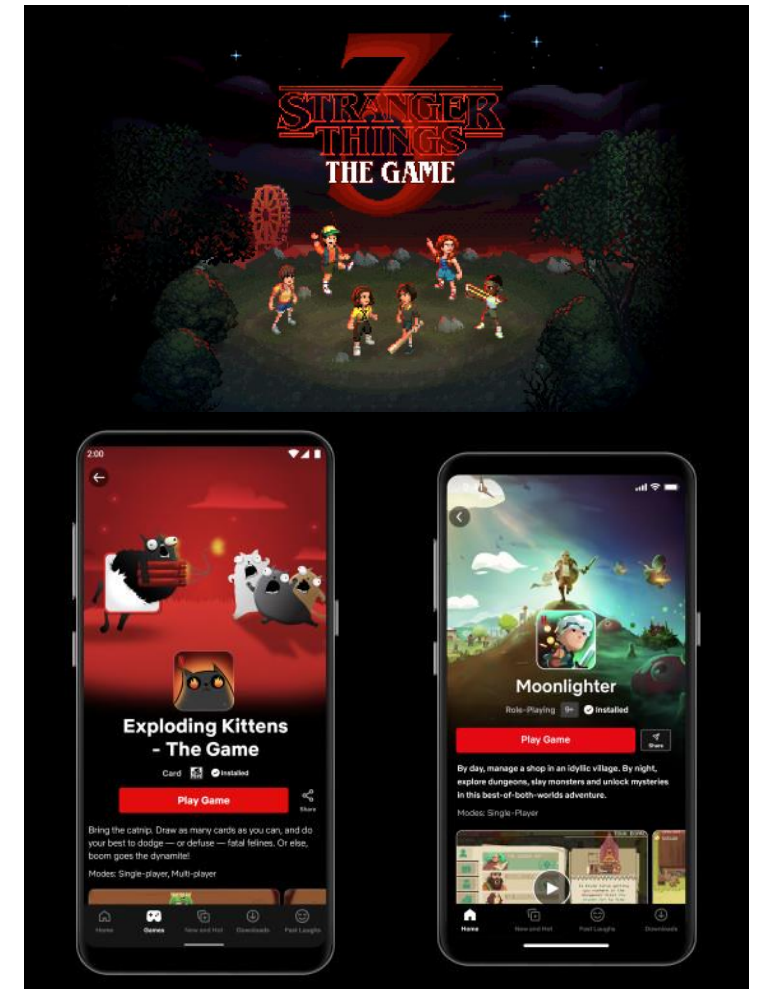 3
STRANGER
THINGS
THE GAME
2:00
Exploding Kittens
- The Game
Card Installed
Play Game
Share
Bring the catnip. Draw as many cards as you can, and do
your best to dodge — or defuse — fatal felines. Or else,
boom goes the dynamite!
Modes: Single-player, Multi-player
Home Games New and Hot Downloads Fast Laughs
Moonlighter
Role-Playing 9+ Installed
Play Game
Share
By day, manage a shop in an idyllic village. By night,
explore dungeons, slay monsters and unlock mysteries
in this best-of-both-worlds adventure.
Modes: Single-Player
Home New and Hot Fast Laughs Downloads